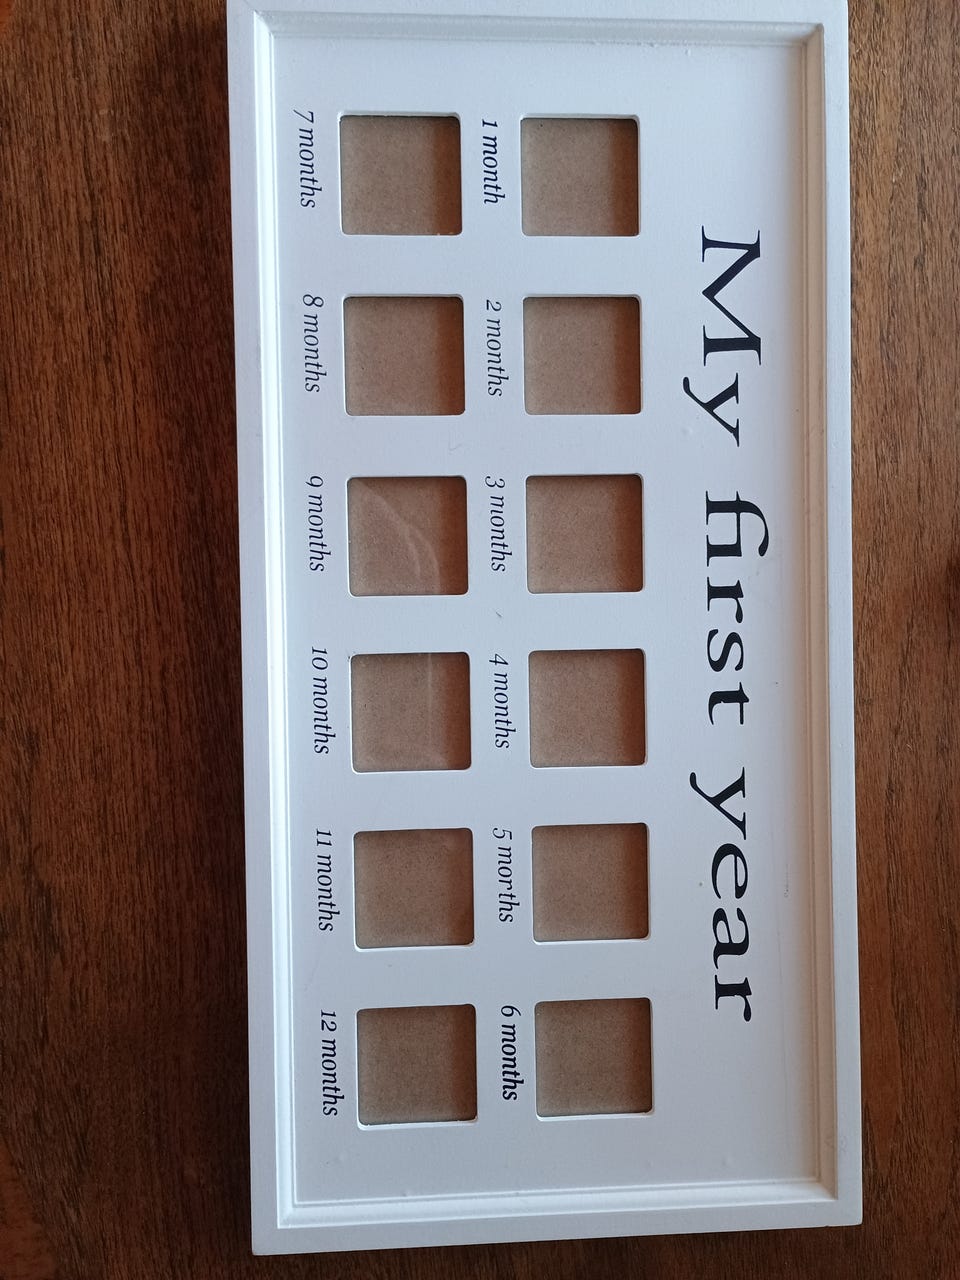 My first year
1 month
2 months
3 months
4 months
5 morths
6 months
7 months
8 months
9 months
10 months
11 months
12 months